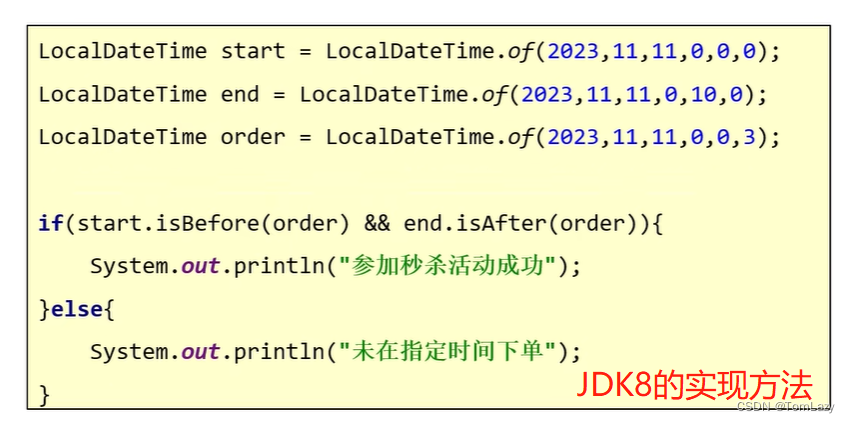 LocalDateTime start = LocalDateTime.of(2023,11,11,0,0,0);
LocalDateTime end = LocalDateTime.of(2023,11,11,0,10,0);
LocalDateTime order = LocalDateTime.of(2023,11,11,0,0,3);
if(start.isBefore(order) && end.isAfter(order)){
    System.out.println("参加秒杀活动成功");
}else{
    System.out.println("未在指定时间下单");
}
JDK8的实现方法
CSDN @TomLazy